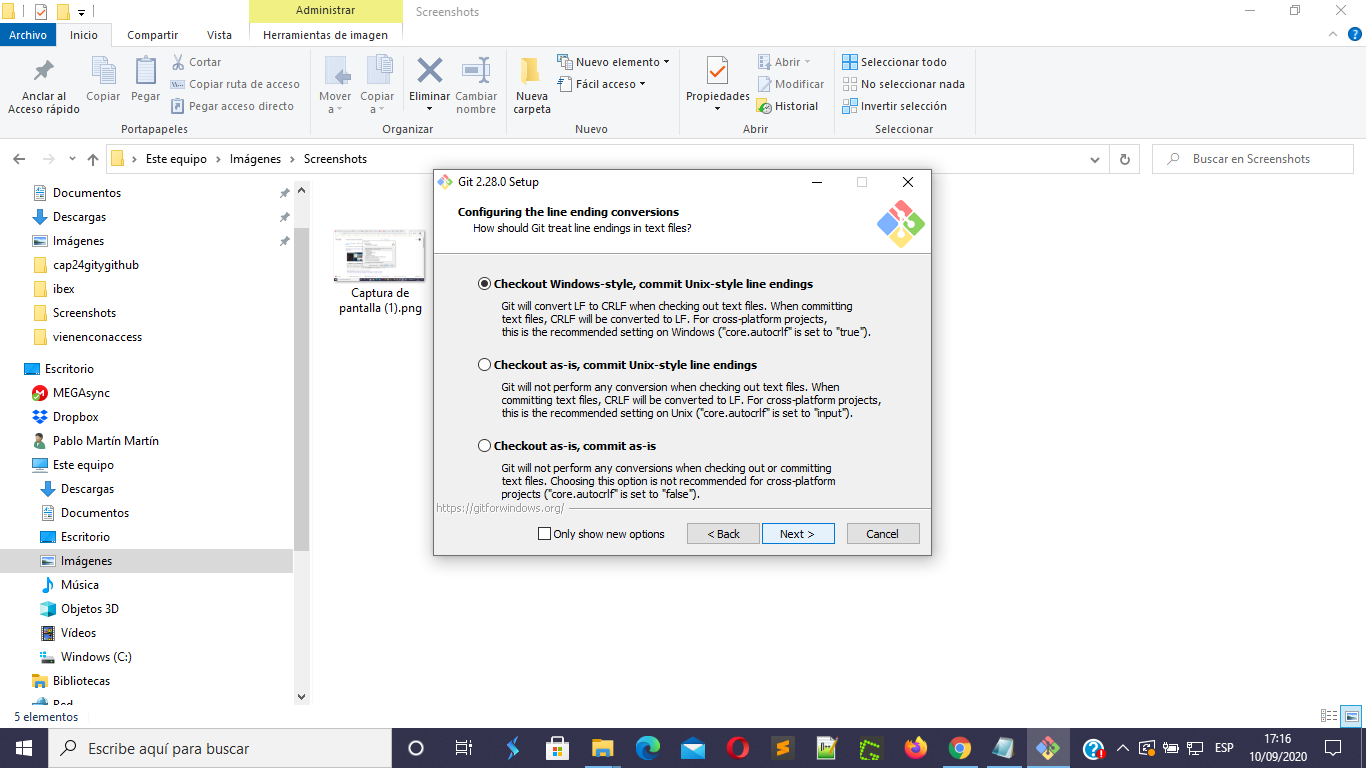 Administrar
Screenshots
Archivo
Inicio
Compartir
Vista
Herramientas de imagen
Anclar al
Acceso rápido
Copiar
Pegar
Cortar
Copiar ruta de acceso
Pegar acceso directo
Portapapeles
Mover
a
Copiar
a
Eliminar
Cambiar
nombre
Organizar
Nueva
carpeta
Nuevo elemento
Fácil acceso
Nuevo
Propiedades
Abrir
Modificar
Historial
Abrir
Seleccionar todo
No seleccionar nada
Invertir selección
Seleccionar
Este equipo > Imágenes > Screenshots
Buscar en Screenshots
Documentos
Descargas
Imágenes
cap24gitygithub
ibex
Screenshots
vienenconaccess
Escritorio
MEGAsync
Dropbox
Pablo Martín Martín
Este equipo
Descargas
Documentos
Escritorio
Imágenes
Música
Objetos 3D
Vídeos
Windows (C:)
Bibliotecas
Red
5 elementos
Captura de
pantalla (1).png
Git 2.28.0 Setup
Configuring the line ending conversions
How should Git treat line endings in text files?
Checkout Windows-style, commit Unix-style line endings
Git will convert LF to CRLF when checking out text files. When committing
text files, CRLF will be converted to LF. For cross-platform projects,
this is the recommended setting on Windows ("core.autocrlf" is set to "true").
Checkout as-is, commit Unix-style line endings
Git will not perform any conversion when checking out text files. When
committing text files, CRLF will be converted to LF. For cross-platform projects,
this is the recommended setting on Unix ("core.autocrlf" is set to "input").
Checkout as-is, commit as-is
Git will not perform any conversions when checking out or committing
text files. Choosing this option is not recommended for cross-platform
projects ("core.autocrlf" is set to "false").
https://gitforwindows.org/
Only show new options
< Back
Next >
Cancel
Escribe aquí para buscar
ESP
17:16
10/09/2020